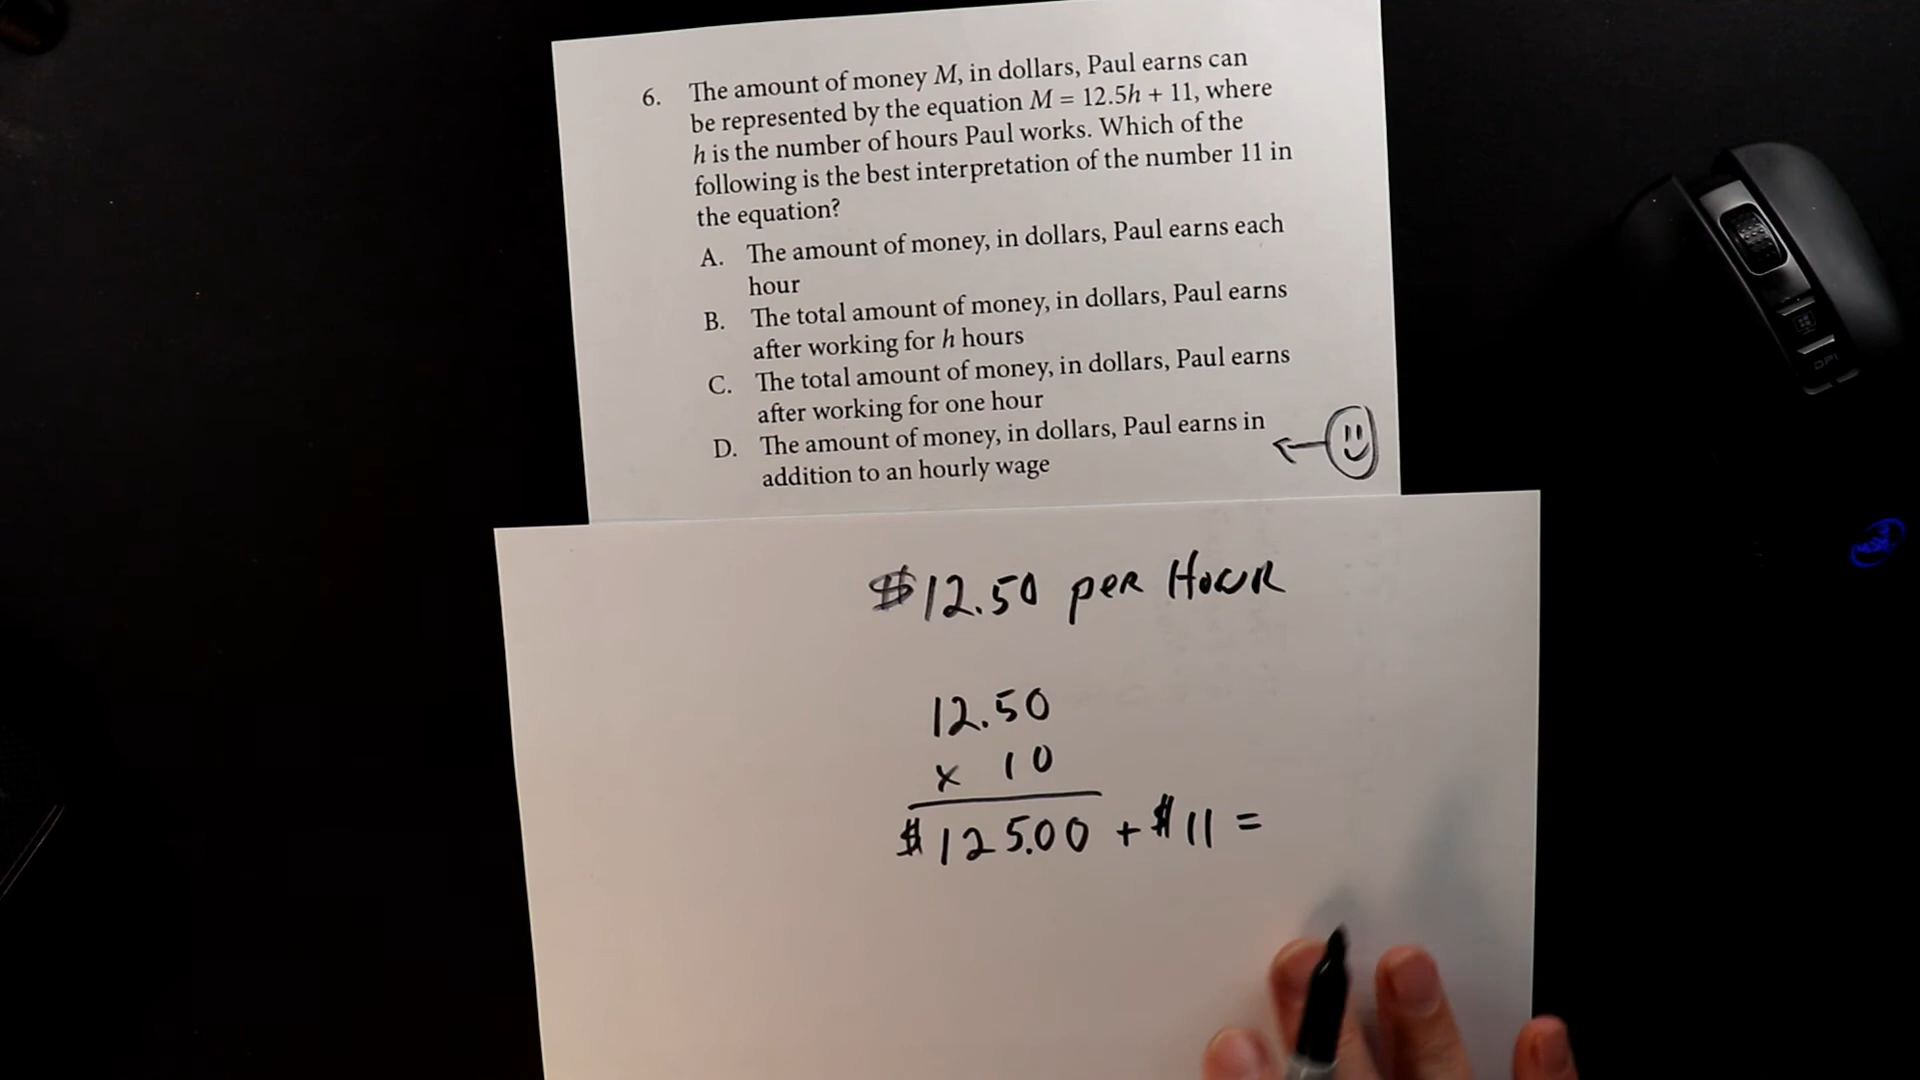 6. The amount of money M, in dollars, Paul earns can
be represented by the equation M = 12.5h + 11, where
h is the number of hours Paul works. Which of the
following is the best interpretation of the number 11 in
the equation?
A. The amount of money, in dollars, Paul earns each
hour
B. The total amount of money, in dollars, Paul earns
after working for h hours
C. The total amount of money, in dollars, Paul earns
after working for one hour
D. The amount of money, in dollars, Paul earns in
addition to an hourly wage
$12.50 per Hour
12.50
x 10
$125.00 + $11 =
DPI